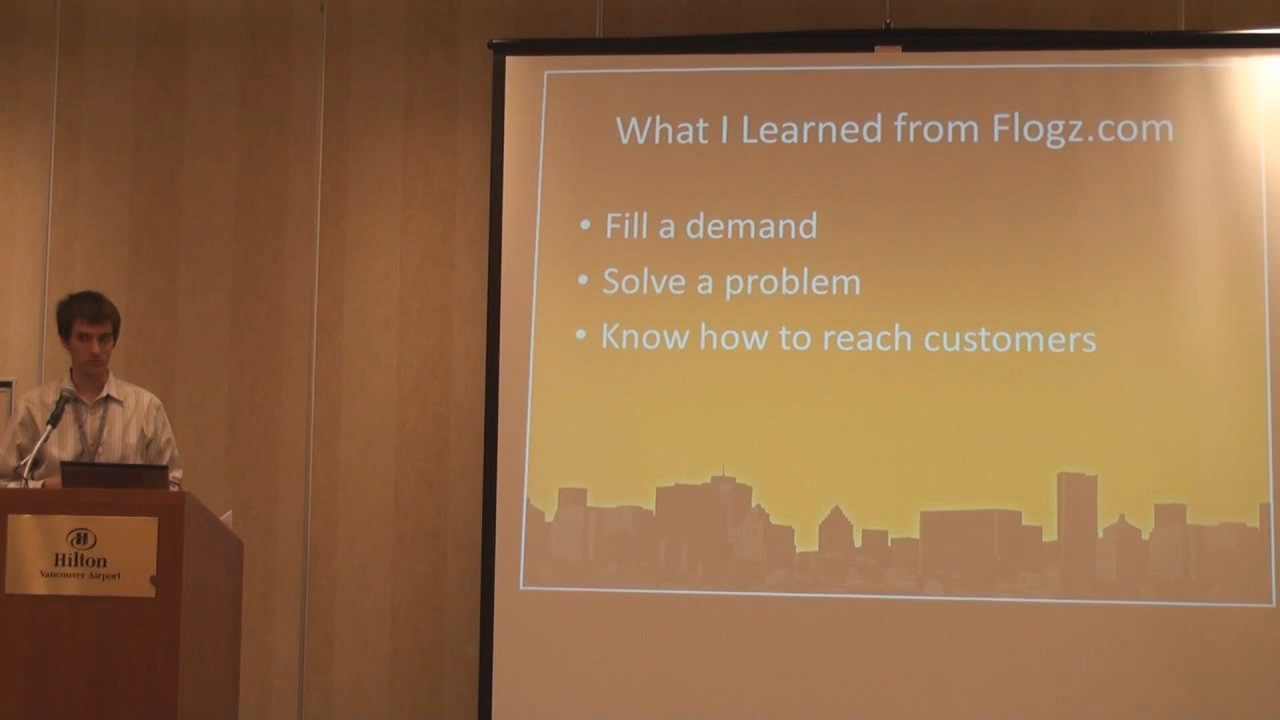 What I Learned from Flogz.com
• Fill a demand
• Solve a problem
• Know how to reach customers
Hilton
Vancouver Airport